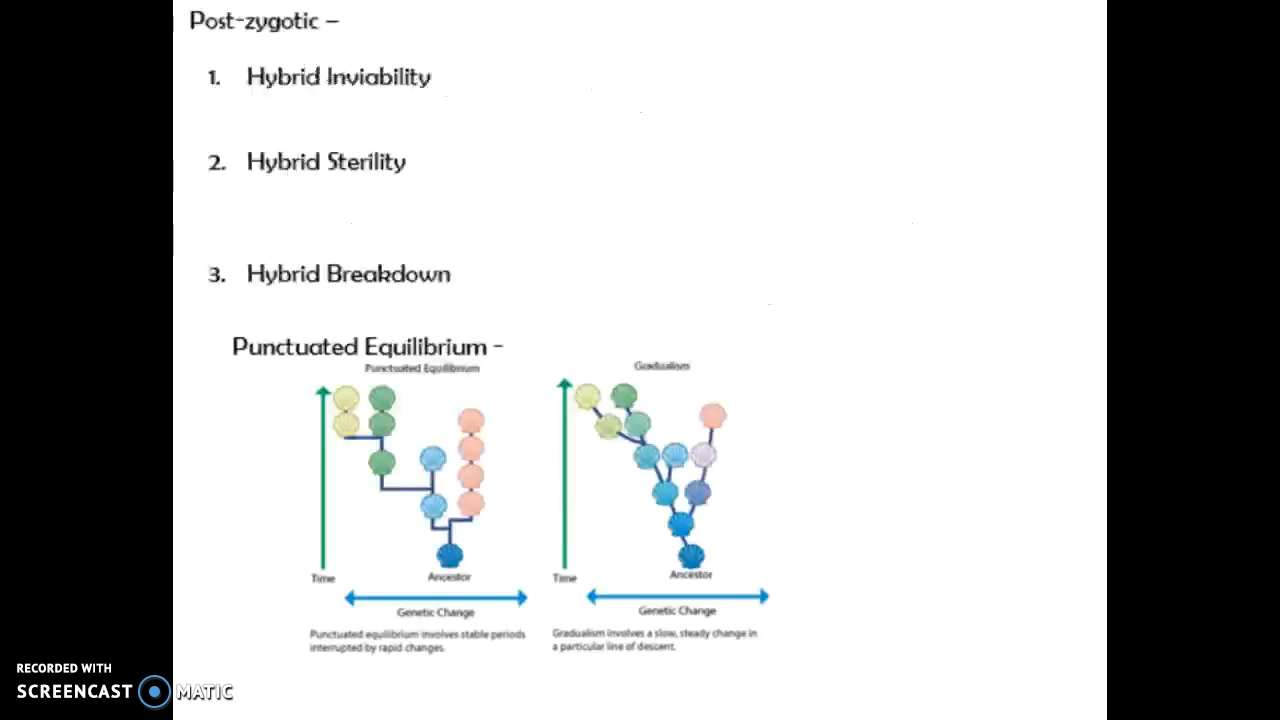 Post-zygotic –
1. Hybrid Inviability
2. Hybrid Sterility
3. Hybrid Breakdown
Punctuated Equilibrium –
Punctuated Equilibrium
Gradualism
Time
Ancestor
Time
Ancestor
Genetic Change
Genetic Change
Punctuated equilibrium involves stable periods
interrupted by rapid changes.
Gradualism involves a slow, steady change in
a particular line of descent.
RECORDED WITH
SCREENCAST MATIC